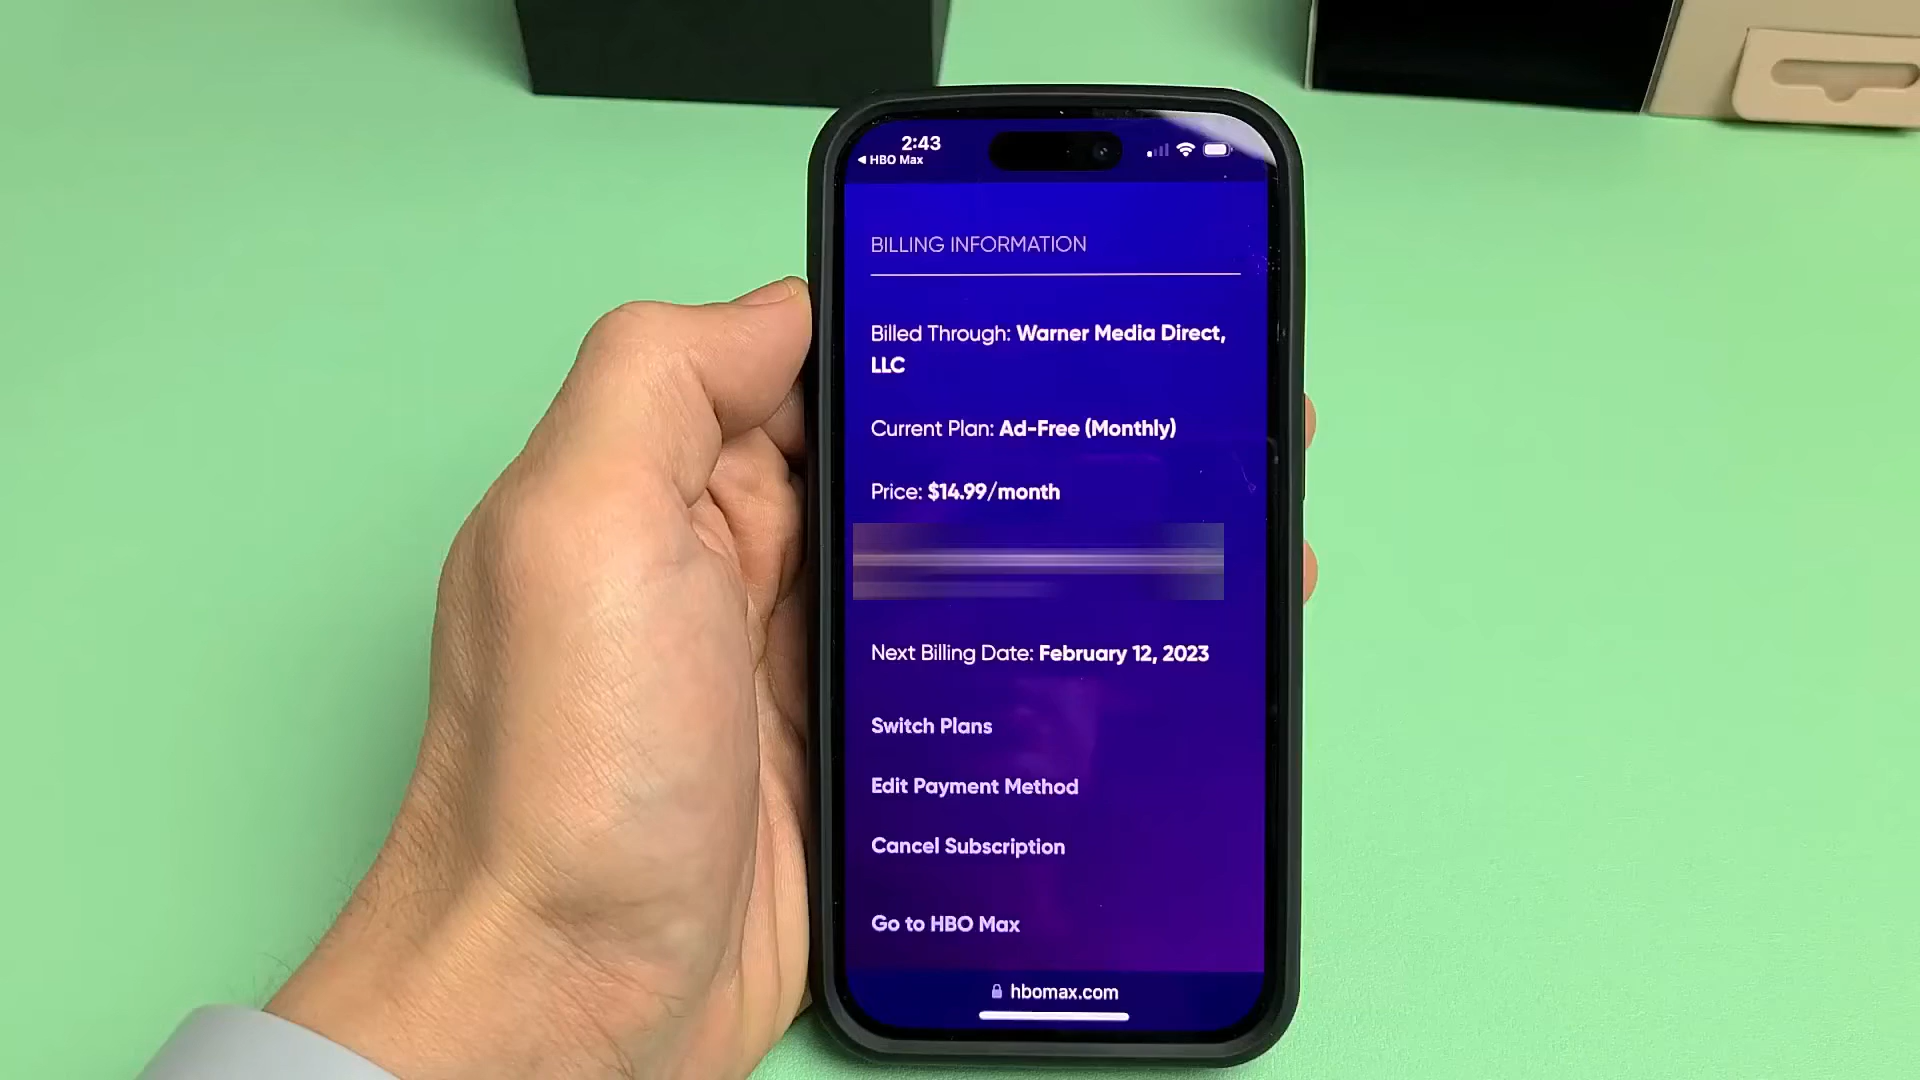 2:43
HBO Max
BILLING INFORMATION
Billed Through: Warner Media Direct,
LLC
Current Plan: Ad-Free (Monthly)
Price: $14.99/month
Next Billing Date: February 12, 2023
Switch Plans
Edit Payment Method
Cancel Subscription
Go to HBO Max
hbomax.com